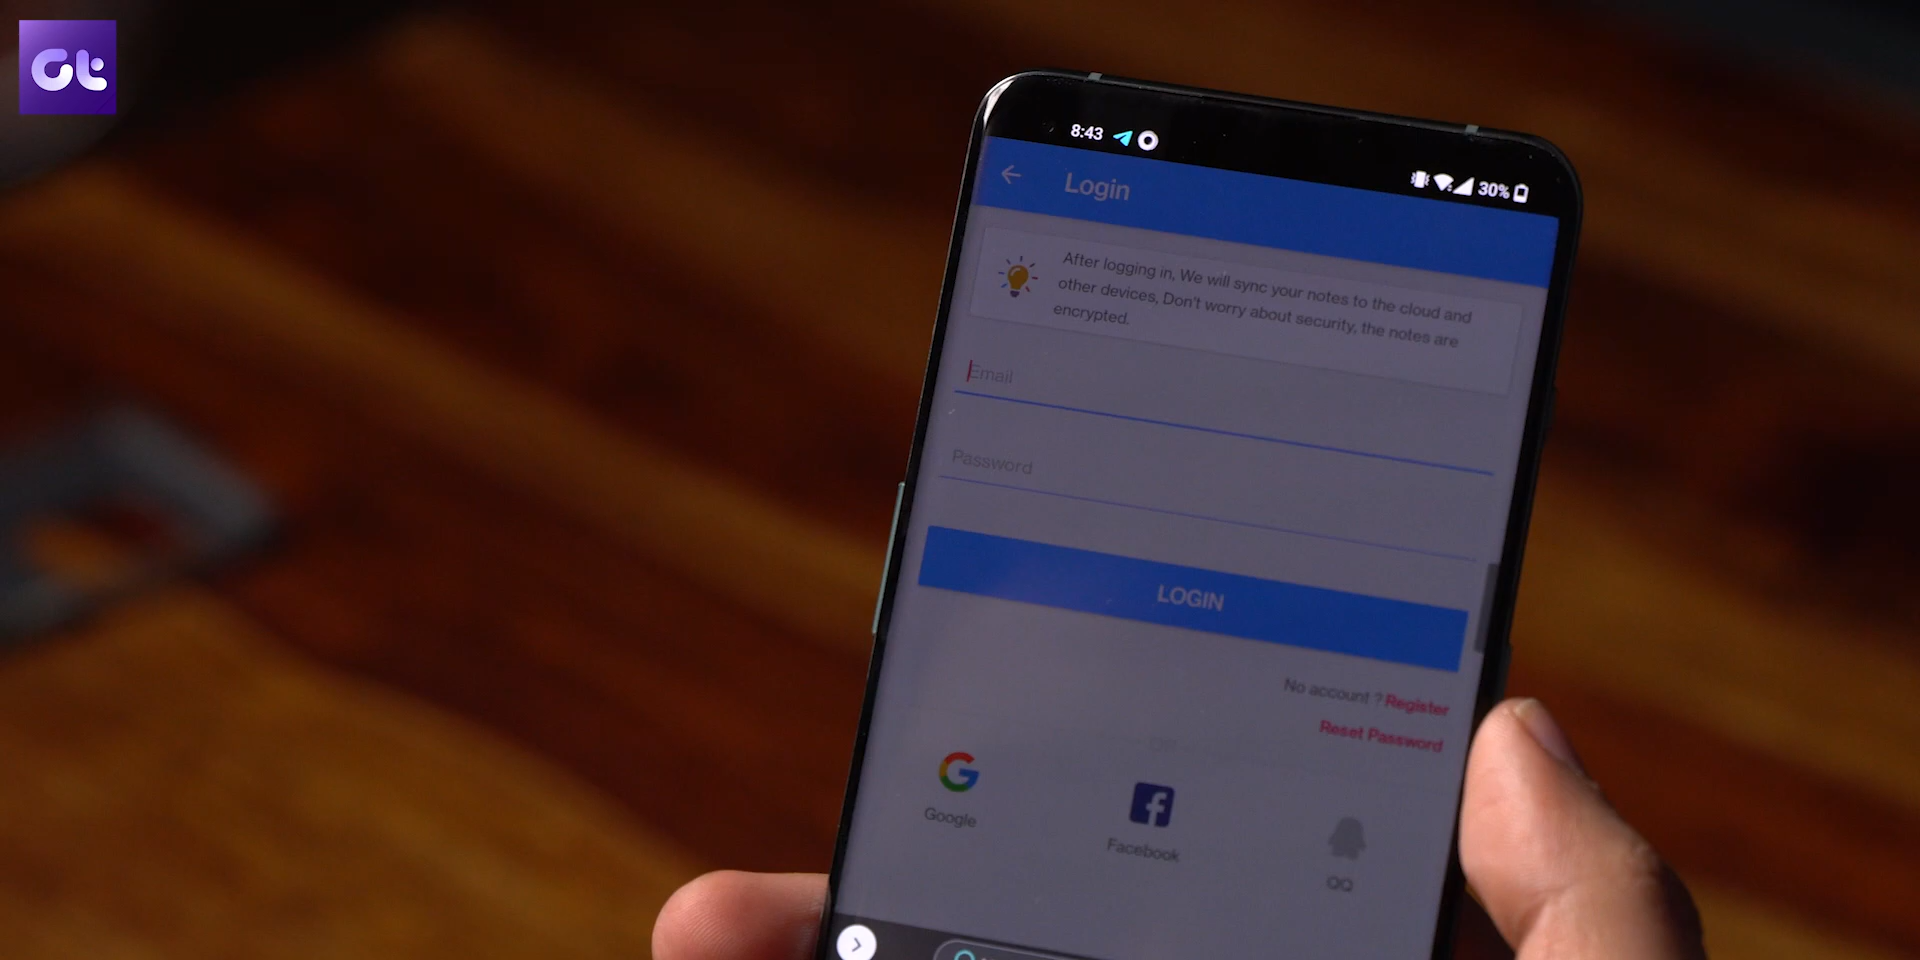 Gt
8:43
30%
Login
After logging in, We will sync your notes to the cloud and
other devices, Don't worry about security, the notes are
encrypted.
Email
Password
LOGIN
No account ? Register
Reset Password
Google
Facebook
QQ